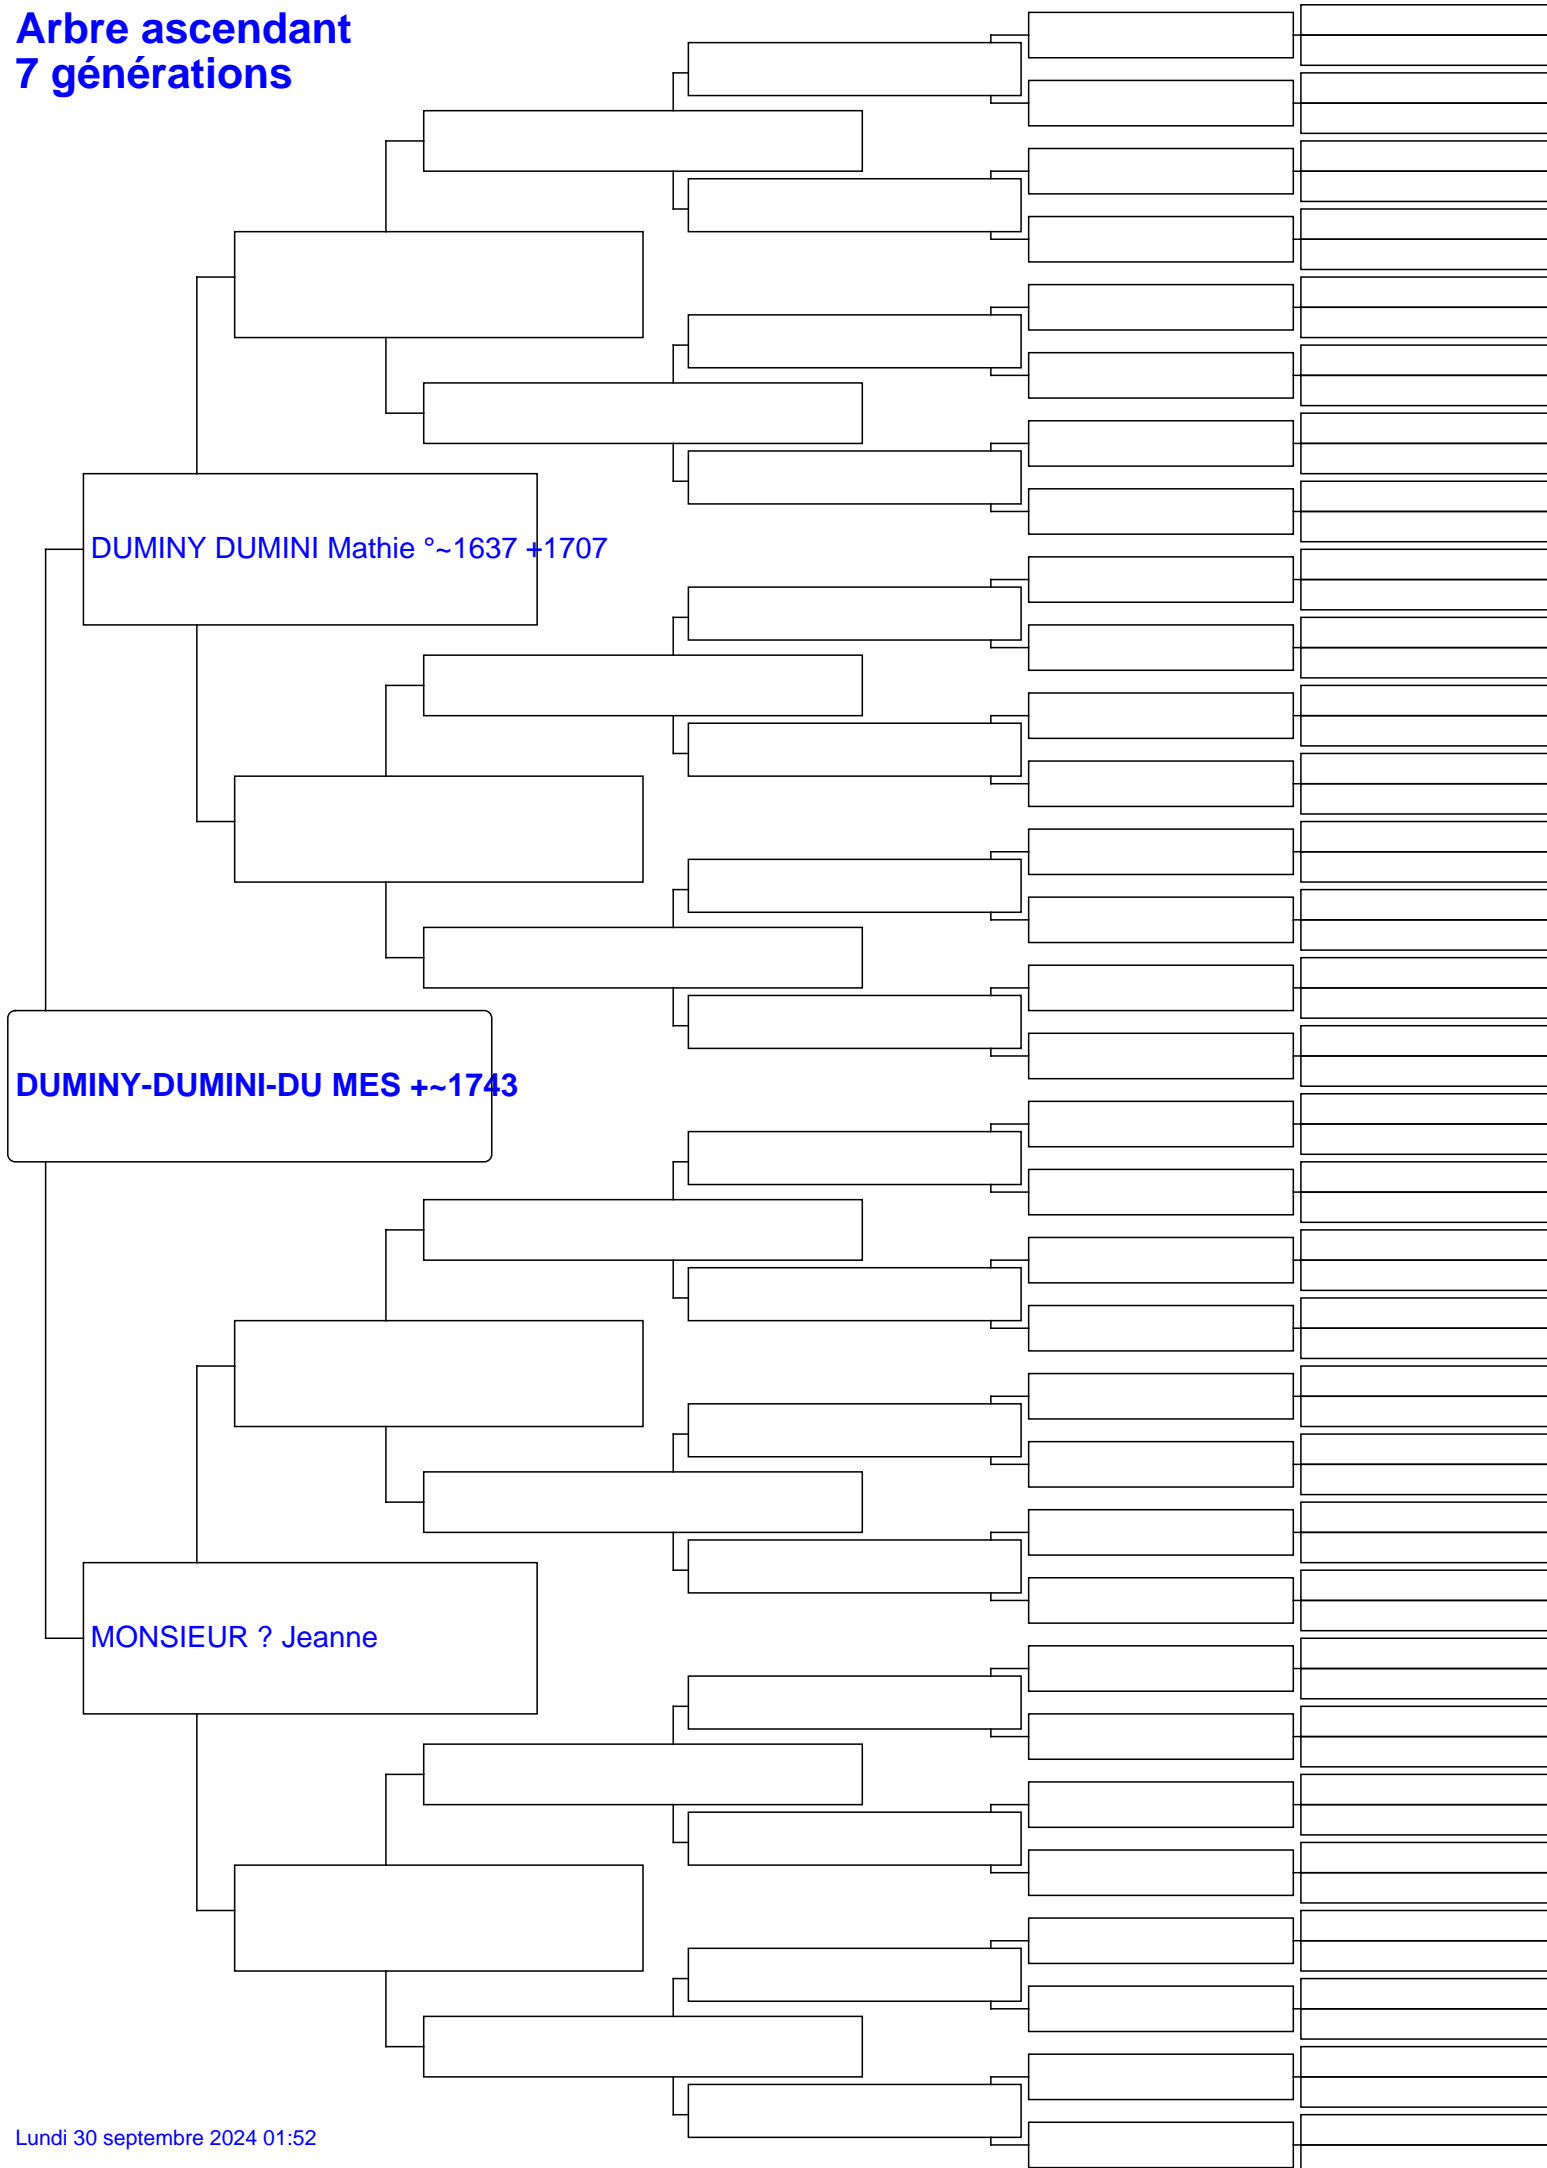 Arbre ascendant
7 générations
DUMINY DUMINI Mathie °~1637 +1707
DUMINY-DUMINI-DU MES +~1743
MONSIEUR ? Jeanne
Lundi 30 septembre 2024 01:52